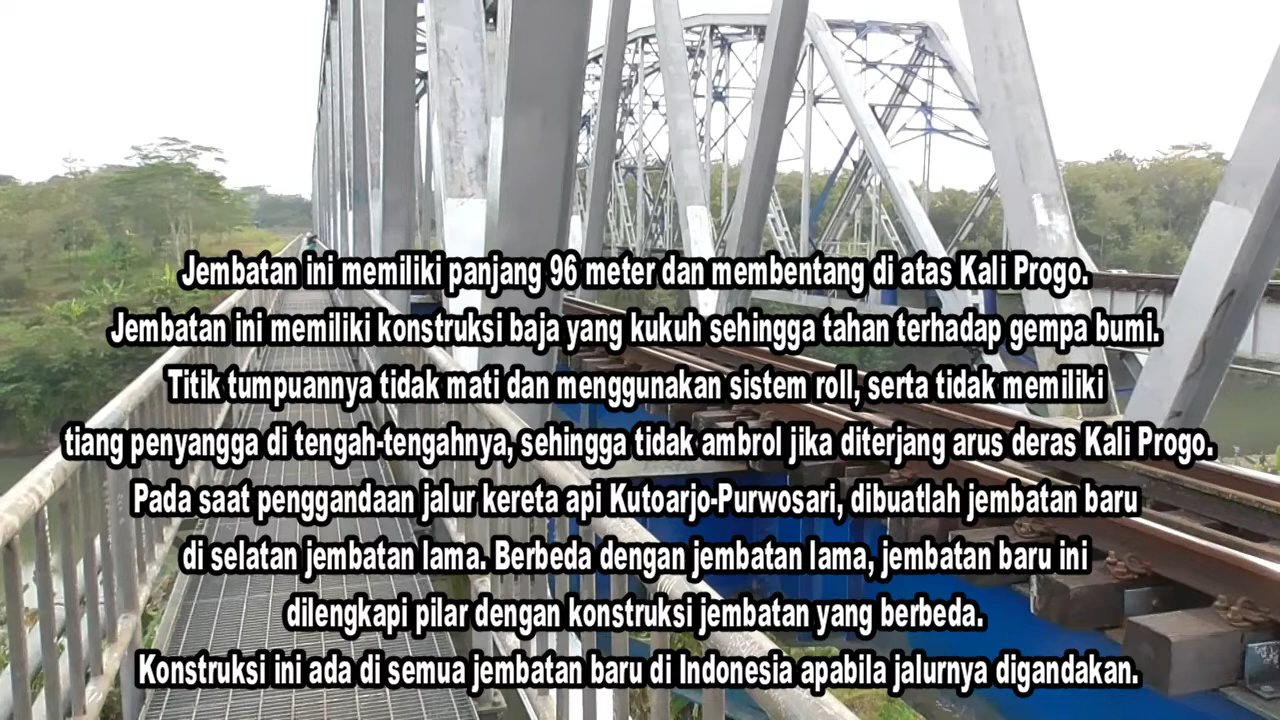 Jembatan ini memiliki panjang 96 meter dan membentang di atas Kali Progo.
Jembatan ini memiliki konstruksi baja yang kukuh sehingga tahan terhadap gempa bumi.
Titik tumpuannya tidak mati dan menggunakan sistem roll, serta tidak memiliki
tiang penyangga di tengah-tengahnya, sehingga tidak ambrol jika diterjang arus deras Kali Progo.
Pada saat penggandaan jalur kereta api Kutoarjo-Purwosari, dibuatlah jembatan baru
di selatan jembatan lama. Berbeda dengan jembatan lama, jembatan baru ini
dilengkapi pilar dengan konstruksi jembatan yang berbeda.
Konstruksi ini ada di semua jembatan baru di Indonesia apabila jalurnya digandakan.